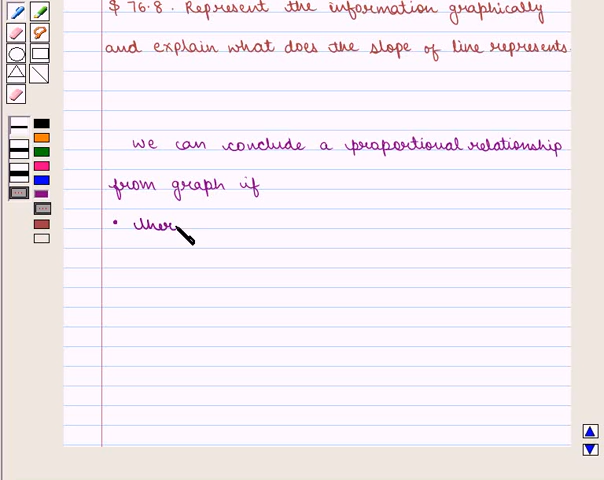 $ 76.8. Represent the information graphically
and explain what does the slope of line represents.
we can conclude a proportional relationship
from graph if
• ther